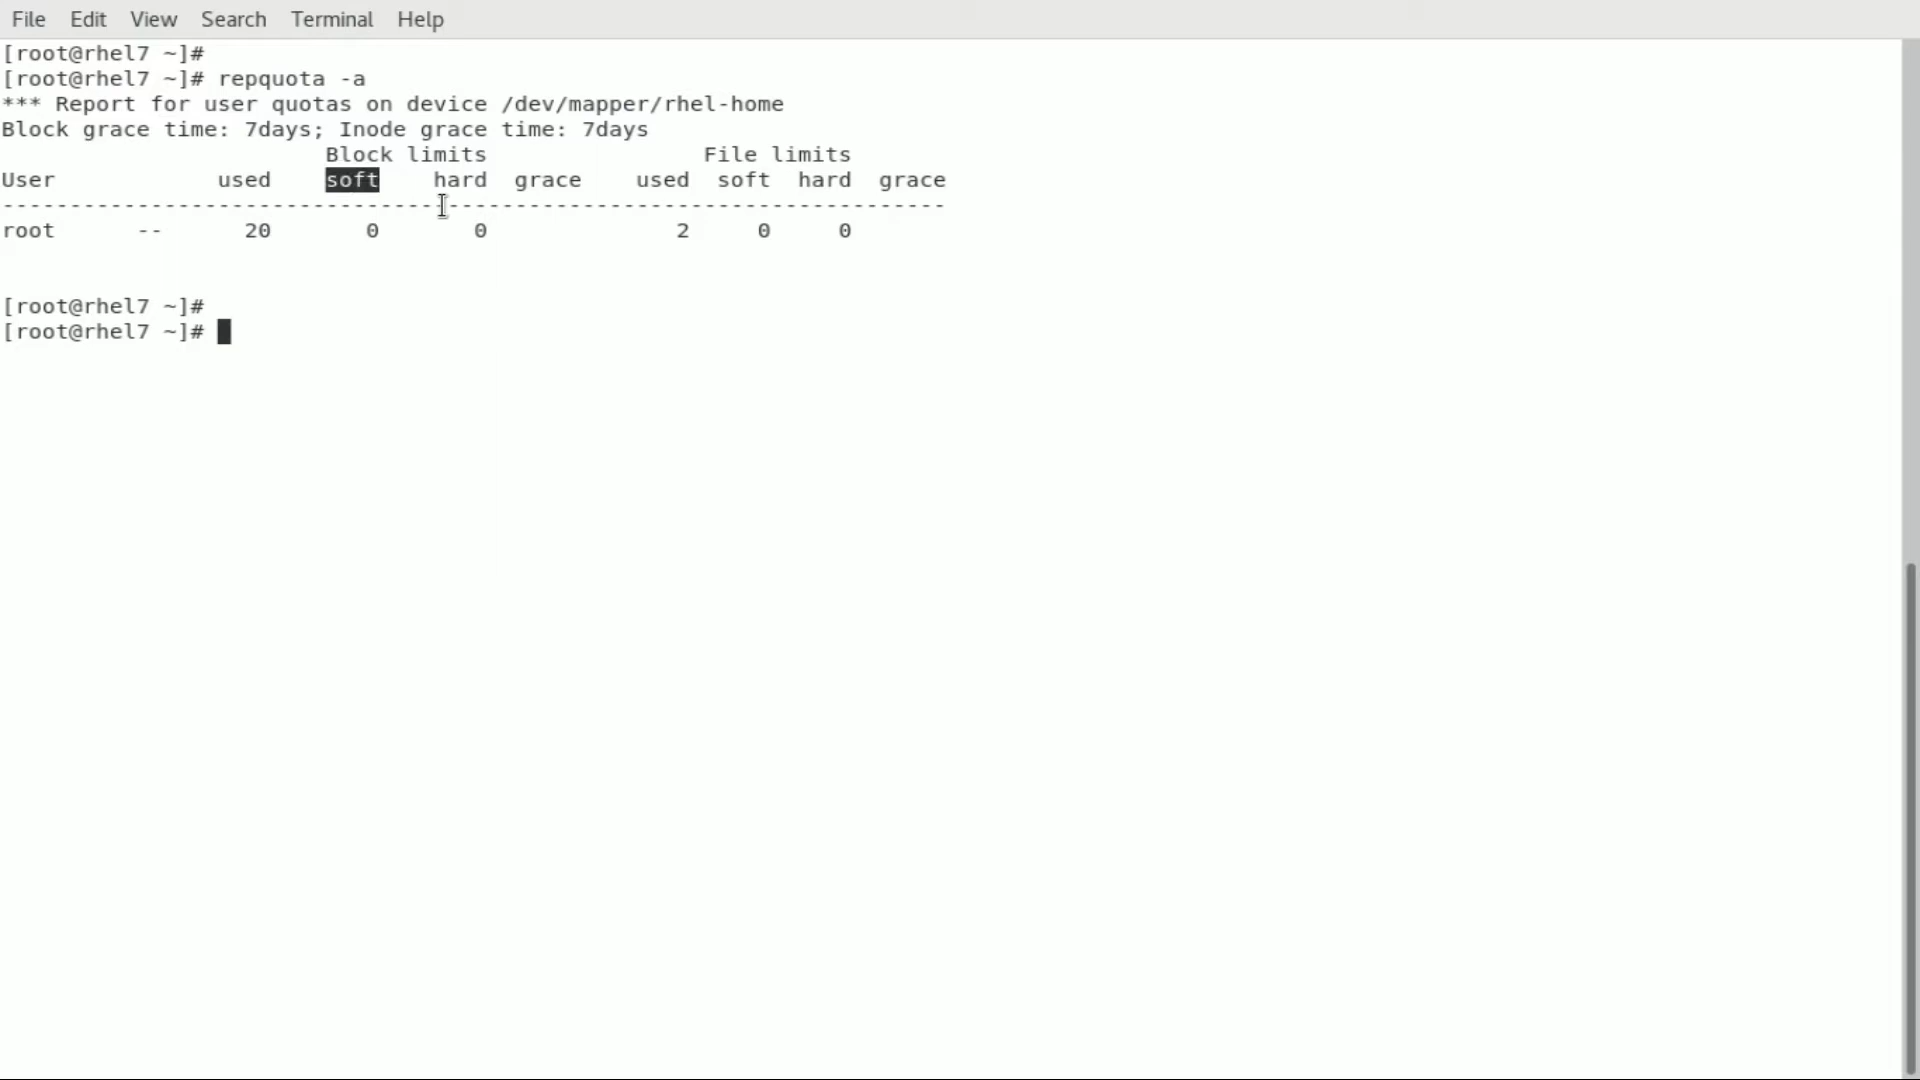 File Edit View Search Terminal Help
[root@rhel7 ~]#
[root@rhel7 ~]# repquota -a
*** Report for user quotas on device /dev/mapper/rhel-home
Block grace time: 7days; Inode grace time: 7days
                        Block limits                File limits
User            used    soft    hard  grace    used  soft  hard  grace
----------------------------------------------------------------------
root      --      20       0       0              2     0     0
[root@rhel7 ~]#
[root@rhel7 ~]#